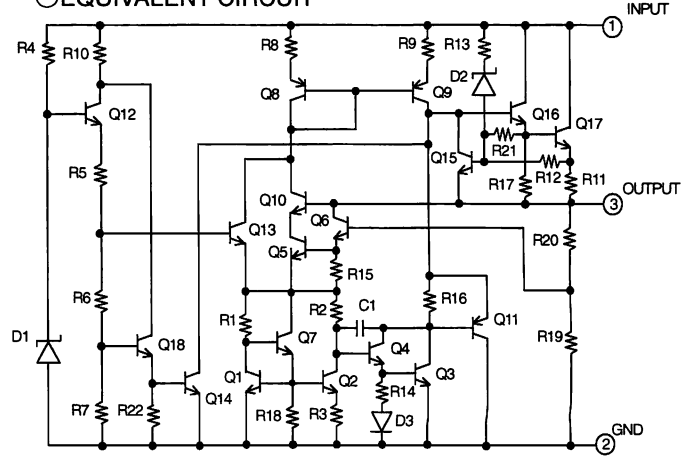 ○EQUIVALENT CIRCUIT
INPUT
1
R4
R10
R8
R9
R13
D2
Q8
Q9
Q16
Q17
Q12
R21
Q15
R12
R11
R5
R17
OUTPUT
3
Q10
Q6
Q13
R20
Q5
R15
R6
R2
C1
R16
D1
R1
Q7
Q11
R19
Q18
Q4
Q1
Q2
Q3
Q14
R14
R7
R22
R18
R3
D3
GND
2